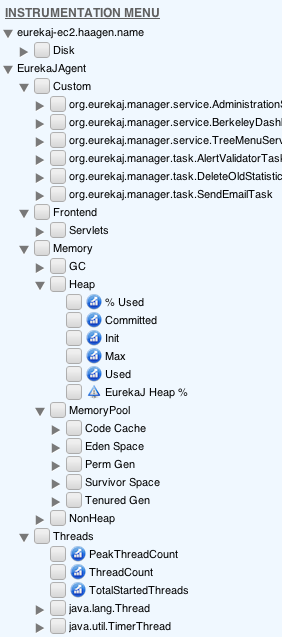 INSTRUMENTATION MENU
eurekaj-ec2.haagen.name
Disk
EurekaJAgent
Custom
org.eurekaj.manager.service.AdministrationS
org.eurekaj.manager.service.BerkeleyDash
org.eurekaj.manager.service.TreeMenuServ
org.eurekaj.manager.task.AlertValidatorTask
org.eurekaj.manager.task.DeleteOldStatistic
org.eurekaj.manager.task.SendEmailTask
Frontend
Servlets
Memory
GC
Heap
% Used
Committed
Init
Max
Used
EurekaJ Heap %
MemoryPool
Code Cache
Eden Space
Perm Gen
Survivor Space
Tenured Gen
NonHeap
Threads
PeakThreadCount
ThreadCount
TotalStartedThreads
java.lang.Thread
java.util.TimerThread